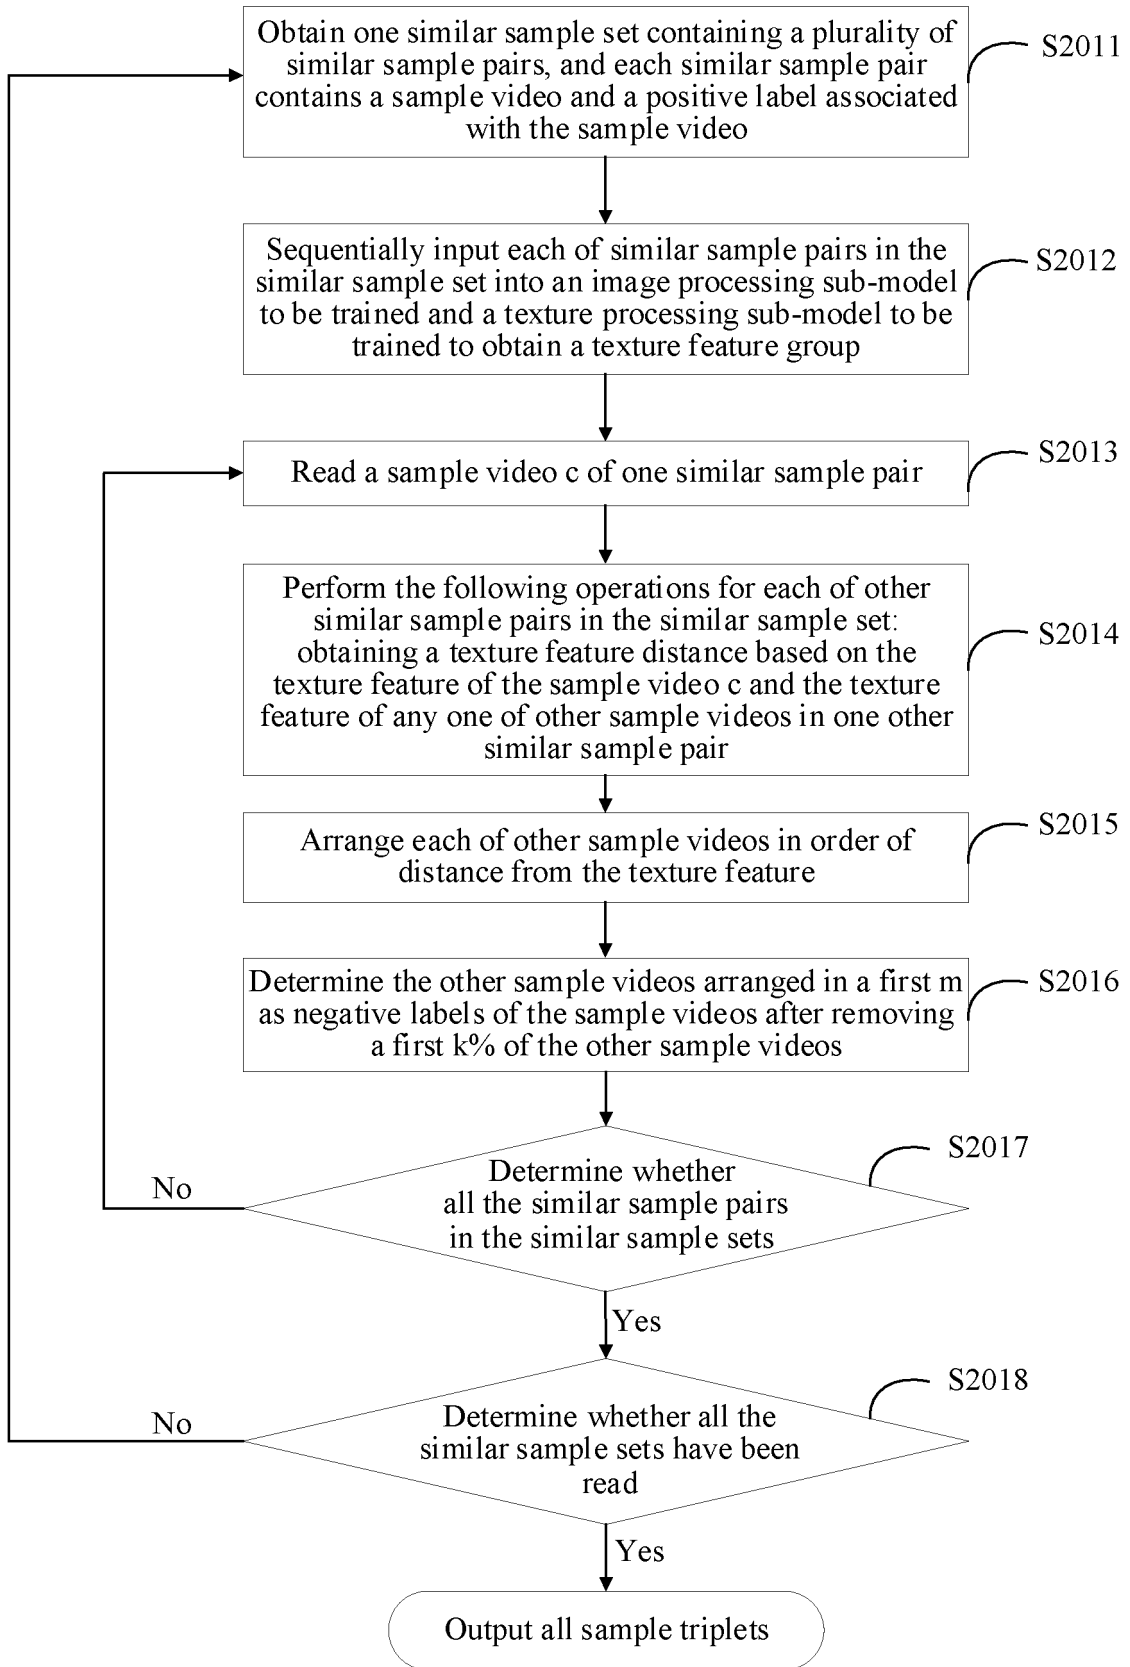 Obtain one similar sample set containing a plurality of
similar sample pairs, and each similar sample pair
contains a sample video and a positive label associated
with the sample video
S2011
Sequentially input each of similar sample pairs in the
similar sample set into an image processing sub-model
to be trained and a texture processing sub-model to be
trained to obtain a texture feature group
S2012
Read a sample video c of one similar sample pair
S2013
Perform the following operations for each of other
similar sample pairs in the similar sample set:
obtaining a texture feature distance based on the
texture feature of the sample video c and the texture
feature of any one of other sample videos in one other
similar sample pair
S2014
Arrange each of other sample videos in order of
distance from the texture feature
S2015
Determine the other sample videos arranged in a first m
as negative labels of the sample videos after removing
a first k% of the other sample videos
S2016
Determine whether
all the similar sample pairs
in the similar sample sets
S2017
No
Yes
Determine whether all the
similar sample sets have been
read
S2018
No
Yes
Output all sample triplets